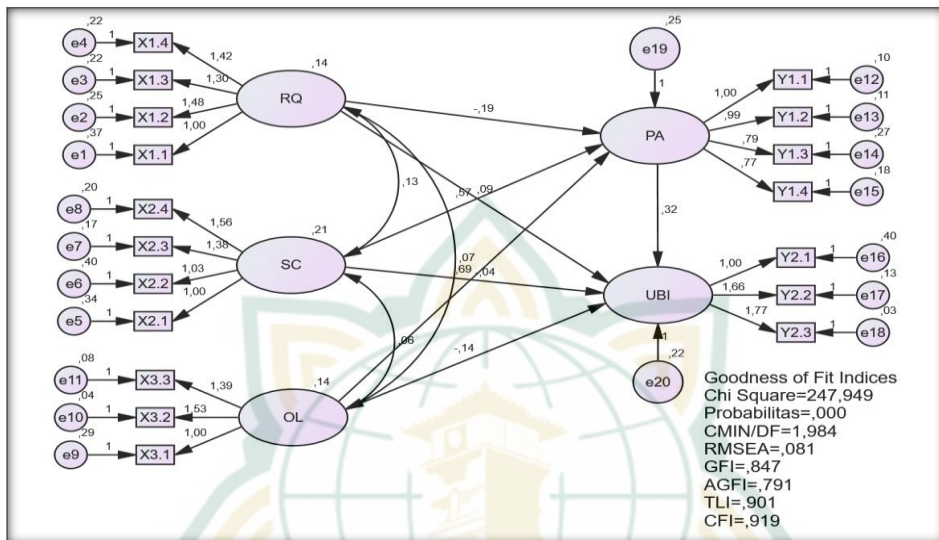 ,22
e4 1 X1.4 1,42
,22
e3 1 X1.3 1,30
,25
e2 1 X1.2 1,48
,37
e1 1 X1.1 1,00
,14
RQ
,20
e8 1 X2.4 1,56
,17
e7 1 X2.3 1,38
,40
e6 1 X2.2 1,03
,34
e5 1 X2.1 1,00
,21
SC
,08
e11 1 X3.3 1,39
,04
e10 1 X3.2 1,53
,29
e9 1 X3.1 1,00
,14
OL
-,19
,13
,57 ,09
,07
,69 ,04
,06
-,14
,25
e19
1
PA
,32
1,00 Y1.1 1 e12 ,10
,99 Y1.2 1 e13 ,11
,79 Y1.3 1 e14 ,27
,77 Y1.4 1 e15 ,18
UBI
1,00 Y2.1 1 e16 ,40
1,66 Y2.2 1 e17 ,13
1,77 Y2.3 1 e18 ,03
1
,22
e20
Goodness of Fit Indices
Chi Square=247,949
Probabilitas=,000
CMIN/DF=1,984
RMSEA=,081
GFI=,847
AGFI=,791
TLI=,901
CFI=,919